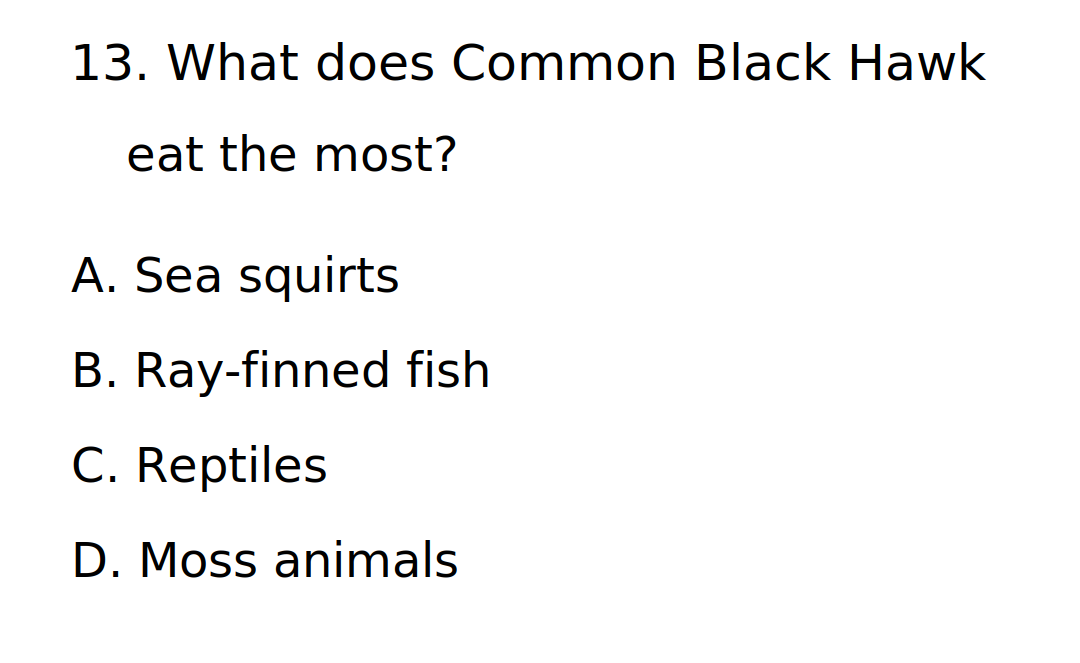 13. What does Common Black Hawk
eat the most?
A. Sea squirts
B. Ray-finned fish
C. Reptiles
D. Moss animals